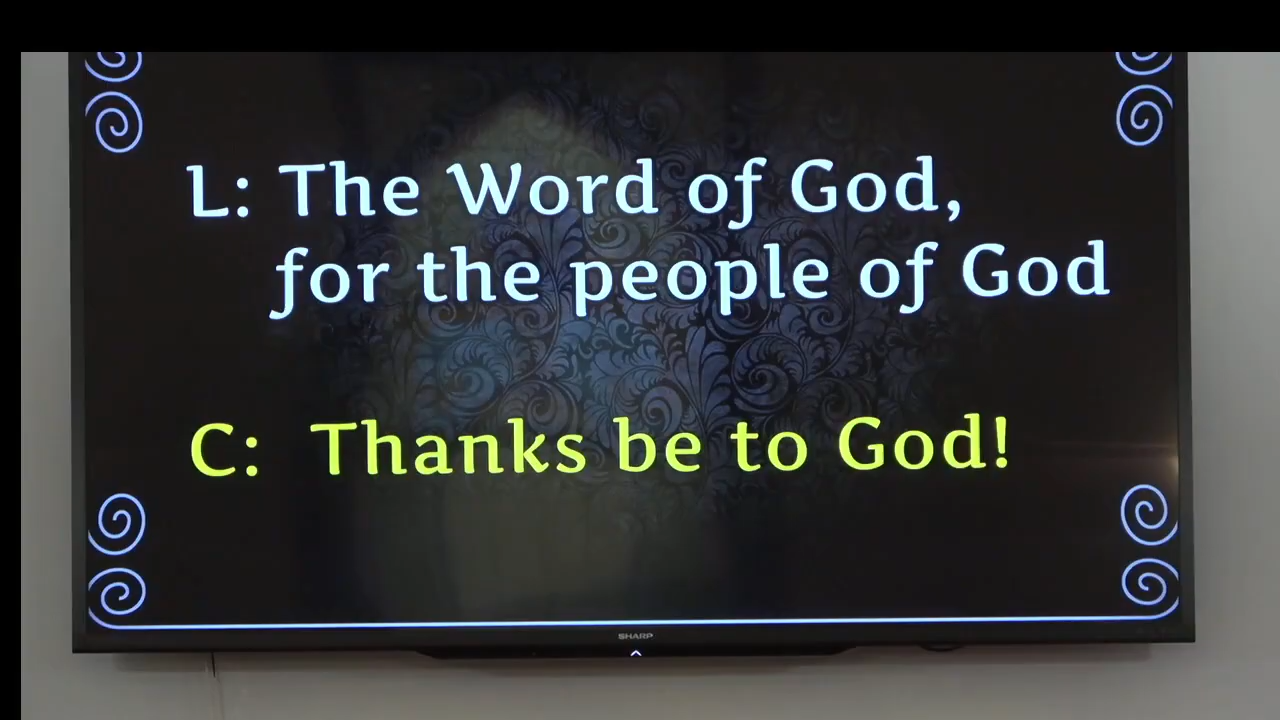 L: The Word of God,
for the people of God
C: Thanks be to God!
SHARP